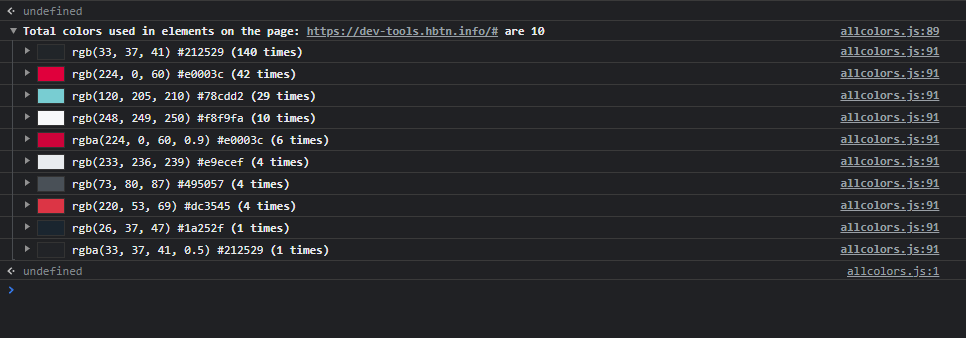 undefined
Total colors used in elements on the page: https://dev-tools.hbtn.info/# are 10 allcolors.js:89
rgb(33, 37, 41) #212529 (140 times) allcolors.js:91
rgb(224, 0, 60) #e0003c (42 times) allcolors.js:91
rgb(120, 205, 210) #78cdd2 (29 times) allcolors.js:91
rgb(248, 249, 250) #f8f9fa (10 times) allcolors.js:91
rgba(224, 0, 60, 0.9) #e0003c (6 times) allcolors.js:91
rgb(233, 236, 239) #e9ecef (4 times) allcolors.js:91
rgb(73, 80, 87) #495057 (4 times) allcolors.js:91
rgb(220, 53, 69) #dc3545 (4 times) allcolors.js:91
rgb(26, 37, 47) #1a252f (1 times) allcolors.js:91
rgba(33, 37, 41, 0.5) #212529 (1 times) allcolors.js:91
undefined allcolors.js:1